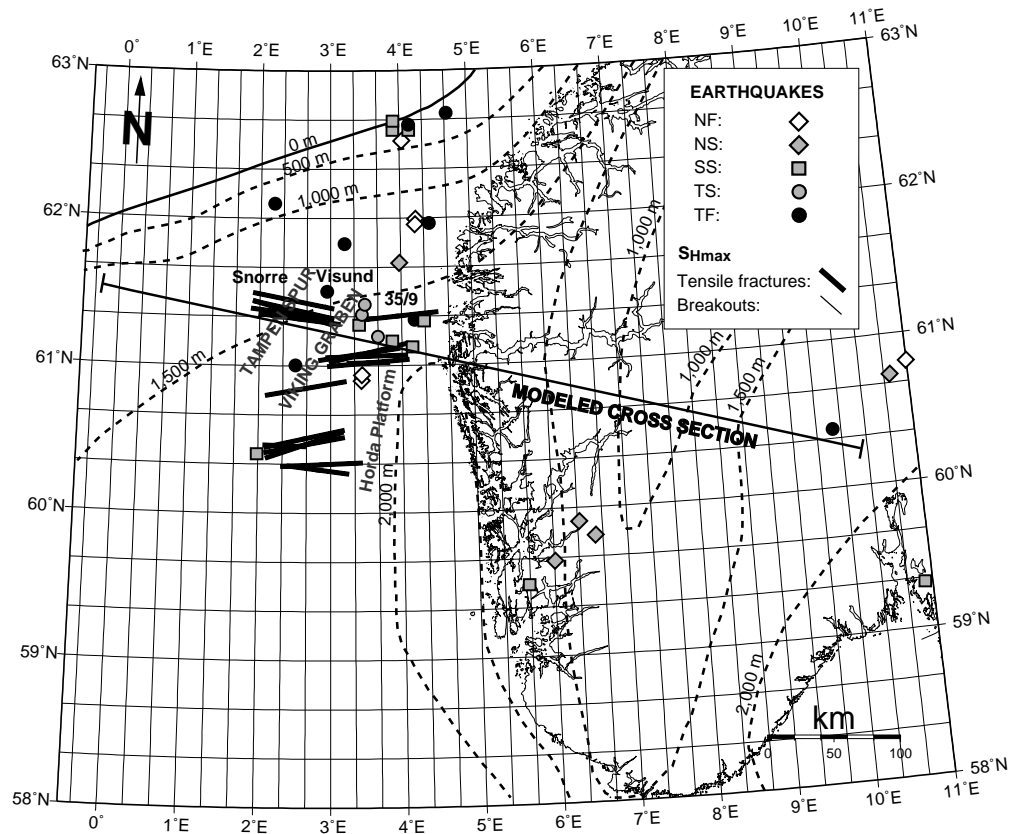 0° 1°E 2°E 3°E 4°E 5°E 6°E 7°E 8°E 9°E 10°E 11°E
63°N 63°N
N
EARTHQUAKES
NF:
NS:
SS:
TS:
TF:
SHmax
Tensile fractures:
Breakouts:
0 m
500 m
1,000 m
62°N 62°N
1,000 m
Snorre Visund
35/9
TAMPEN SPUR
VIKING GRABEN
61°N 61°N
1,500 m
1,000 m
1,500 m
MODELED CROSS SECTION
Horda Platform
2,000 m
60°N 60°N
59°N 59°N
2,000 m
km
0 50 100
58°N 58°N
0° 1°E 2°E 3°E 4°E 5°E 6°E 7°E 8°E 9°E 10°E 11°E